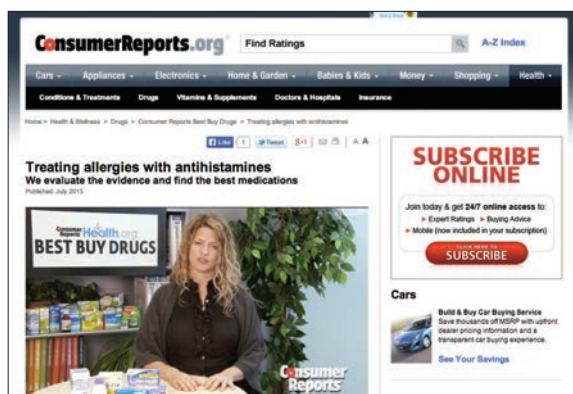 ConsumerReports.org
Find Ratings
A-Z Index
Cars Appliances Electronics Home & Garden Babies & Kids Money Shopping Health
Conditions & Treatments Drugs Vitamins & Supplements Doctors & Hospitals Insurance
Home > Health & Wellness > Drugs > Consumer Reports Best Buy Drugs > Treating allergies with antihistamines
Like 1 Tweet g+1 A A
Treating allergies with antihistamines
We evaluate the evidence and find the best medications
Published: July 2013
Consumer Reports Health.org
BEST BUY DRUGS
Consumer
Reports
SUBSCRIBE
ONLINE
Join today & get 24/7 online access to:
Expert Ratings Buying Advice
Mobile (now included in your subscription)
CLICK HERE TO
SUBSCRIBE
Cars
Build & Buy Car Buying Service
Save thousands off MSRP with upfront
dealer pricing information and a
transparent car buying experience.
See Your Savings